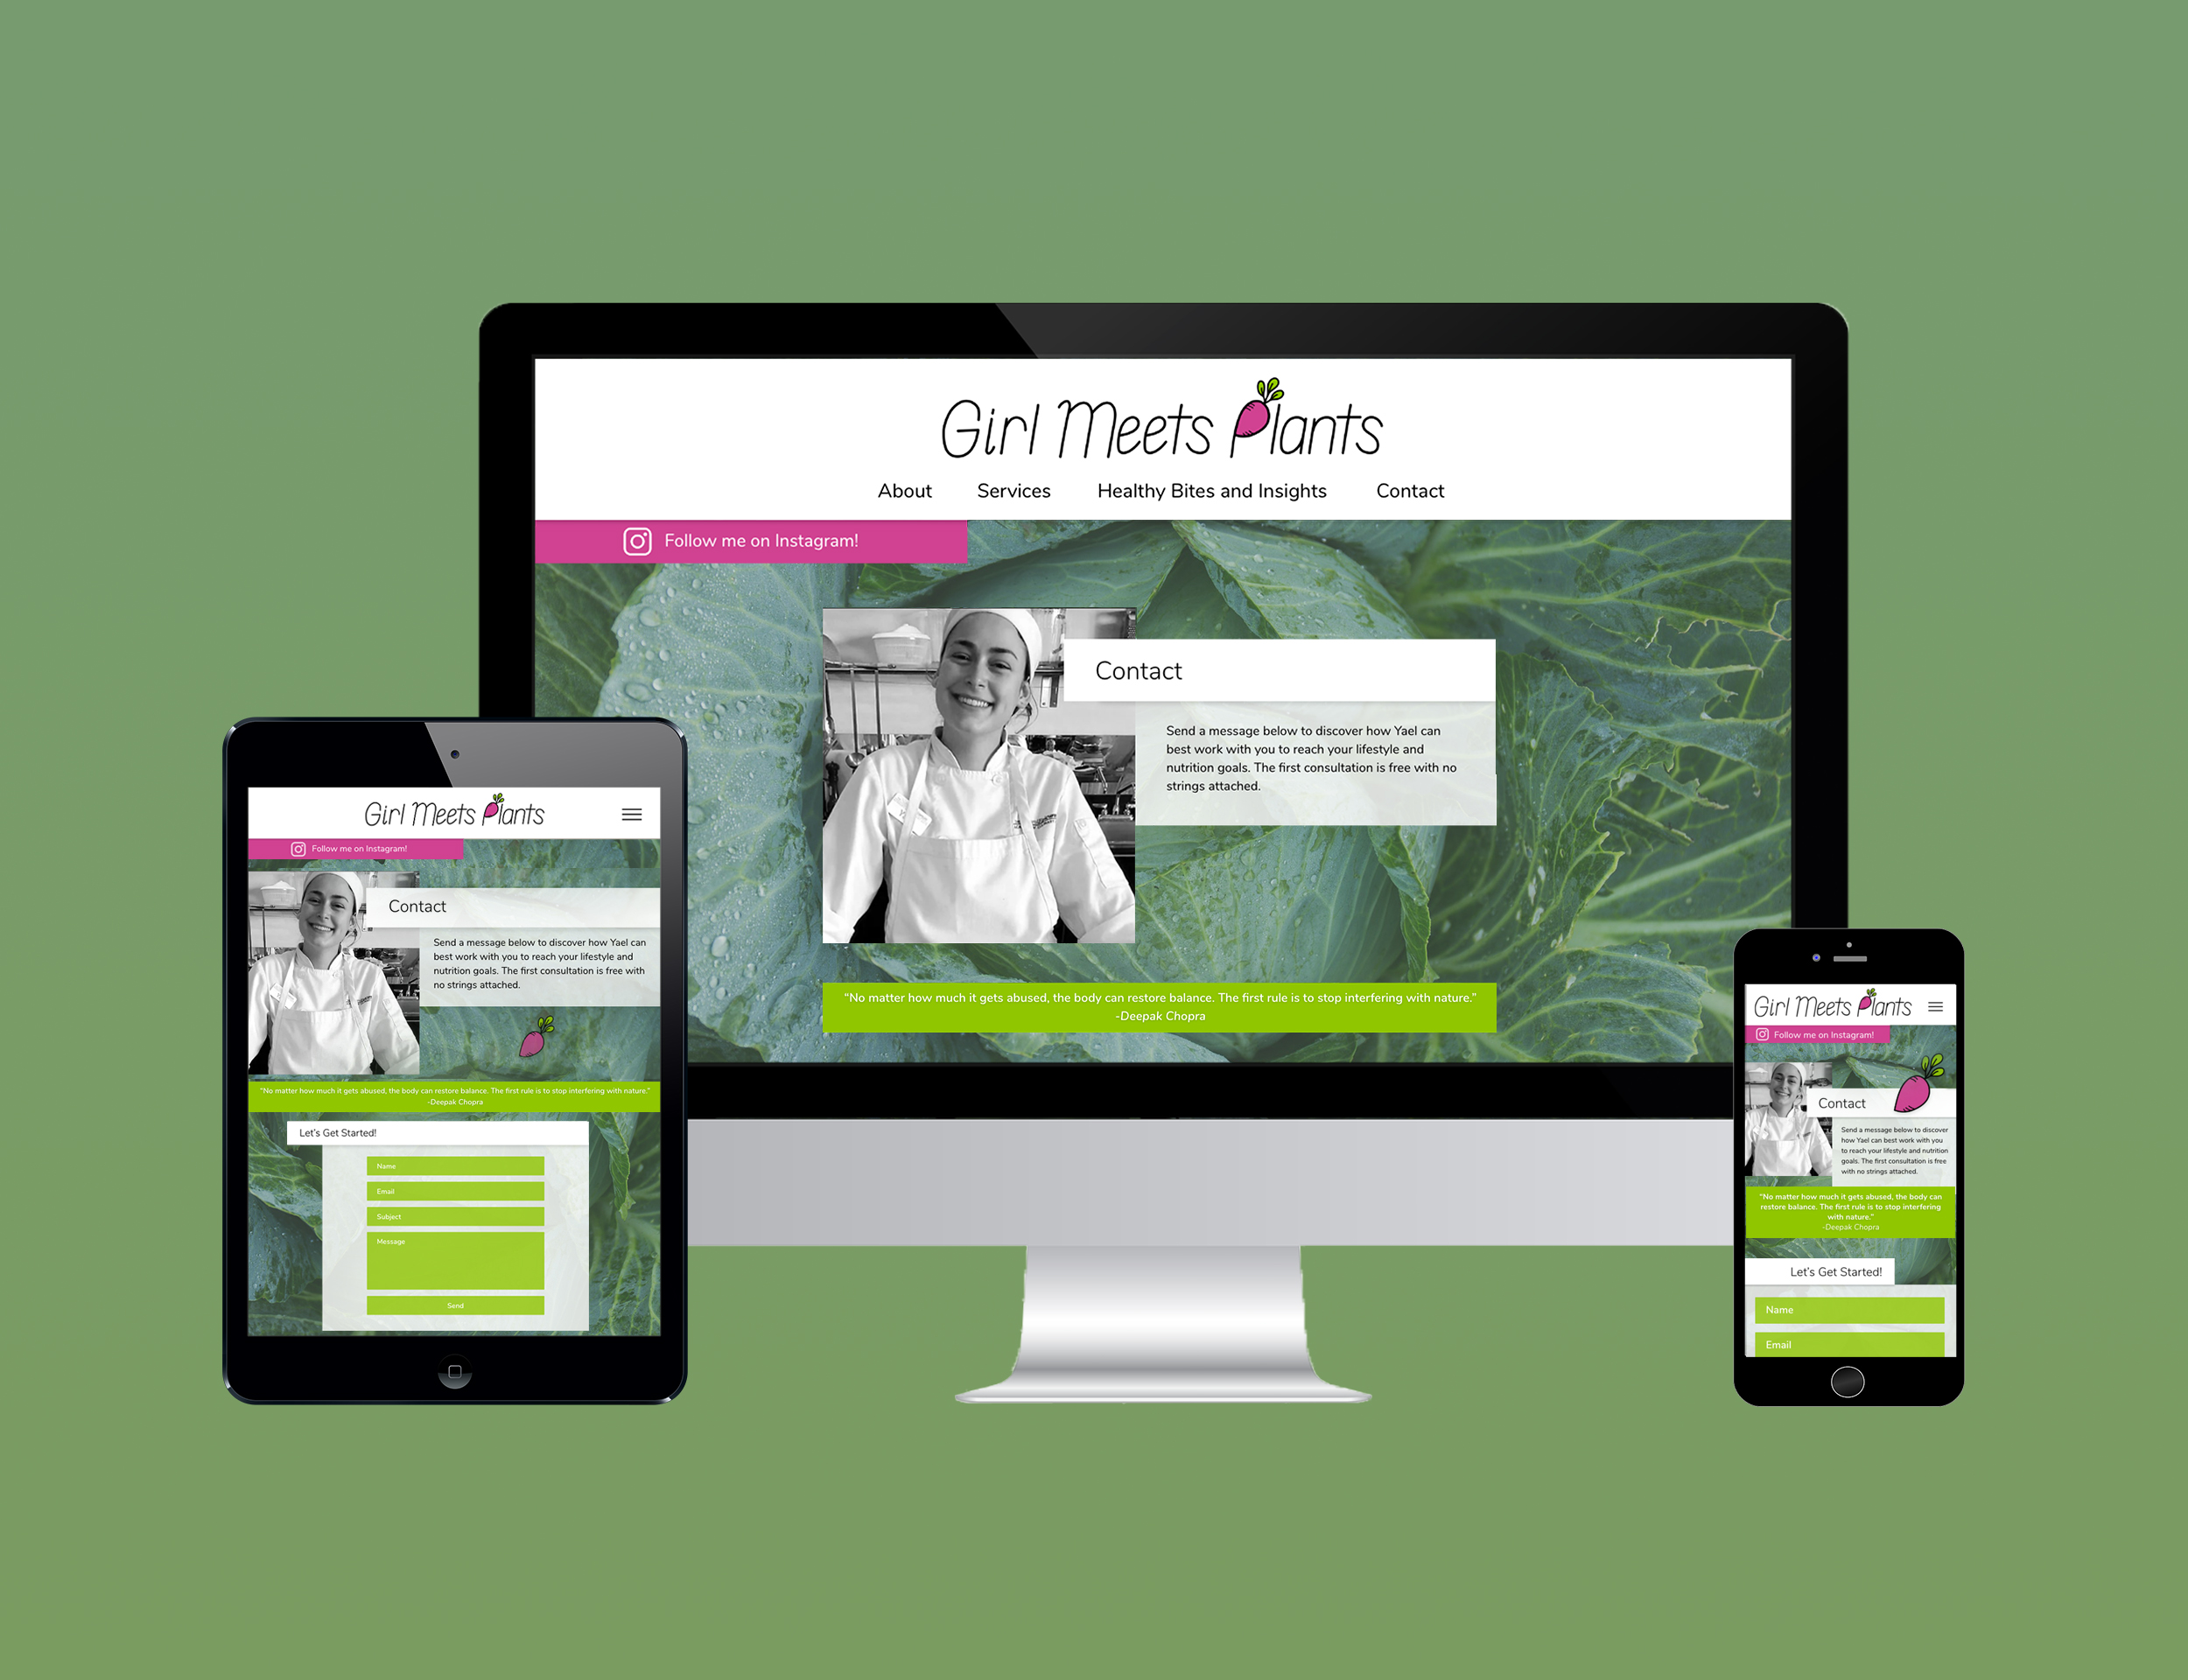 Girl Meets Plants
About Services Healthy Bites and Insights Contact
Follow me on Instagram!
Contact
Send a message below to discover how Yael can
best work with you to reach your lifestyle and
nutrition goals. The first consultation is free with no
strings attached.
“No matter how much it gets abused, the body can restore balance. The first rule is to stop interfering with nature.”
-Deepak Chopra
Girl Meets Plants
Follow me on Instagram!
Contact
Send a message below to discover how Yael can
best work with you to reach your lifestyle and
nutrition goals. The first consultation is free with
no strings attached.
“No matter how much it gets abused, the body can restore balance. The first rule is to stop interfering with nature.”
-Deepak Chopra
Let’s Get Started!
Name
Email
Subject
Message
Send
Girl Meets Plants
Follow me on Instagram!
Contact
Send a message below to discover
how Yael can best work with you
to reach your lifestyle and nutrition
goals. The first consultation is free
with no strings attached.
“No matter how much it gets abused, the body can
restore balance. The first rule is to stop interfering
with nature.”
-Deepak Chopra
Let’s Get Started!
Name
Email